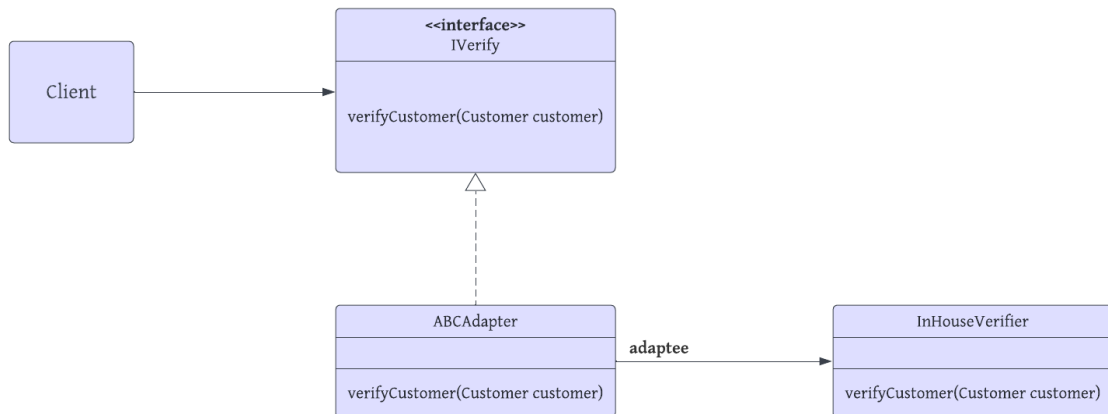 <<interface>>
IVerify
Client
verifyCustomer(Customer customer)
ABCAdapter
adaptee
InHouseVerifier
verifyCustomer(Customer customer)
verifyCustomer(Customer customer)